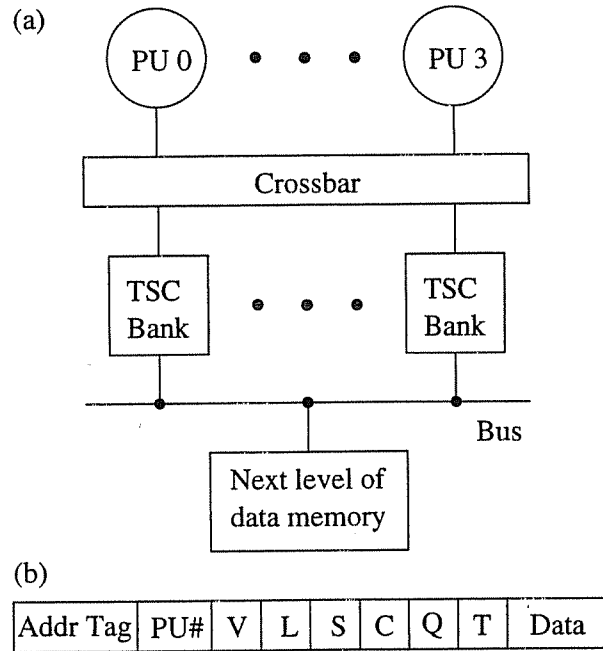 (a)
PU 0
PU 3
Crossbar
TSC
Bank
TSC
Bank
Bus
Next level of
data memory
(b)
Addr Tag PU# V L S C Q T Data